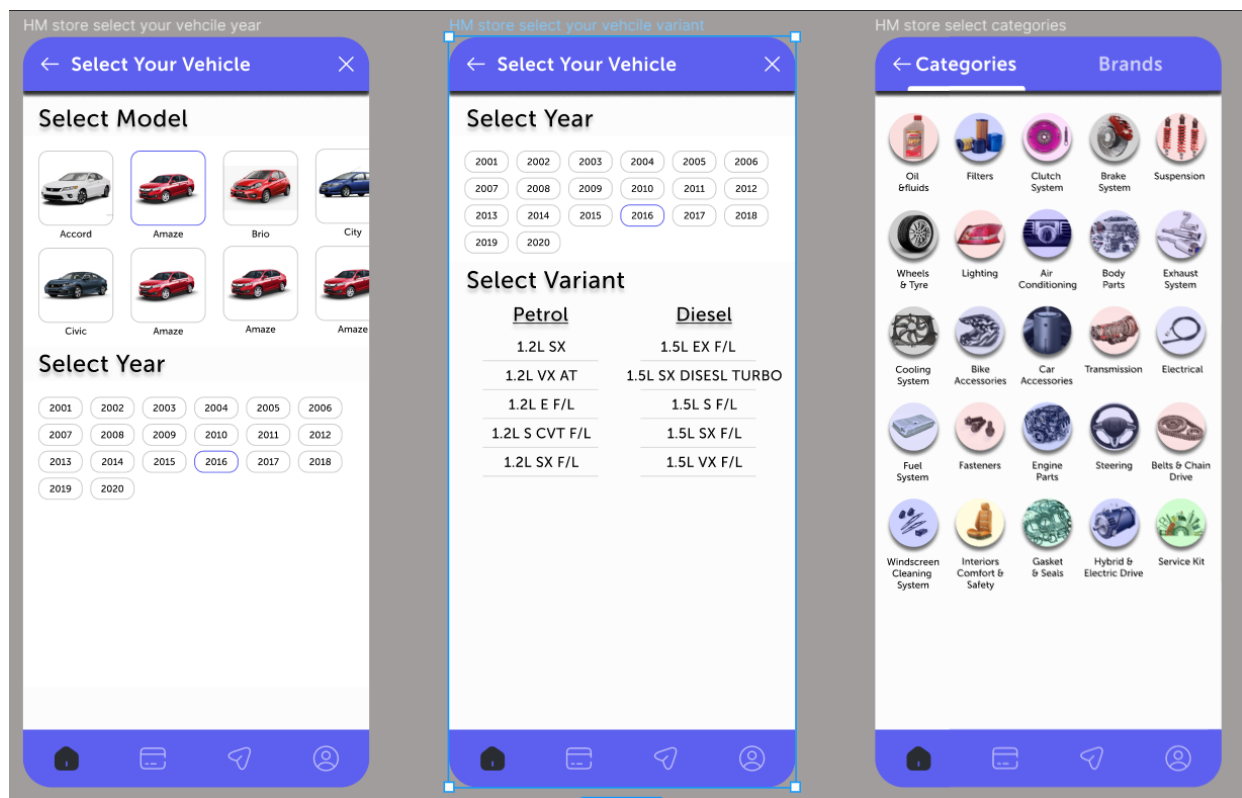 HM store select your vehcile year
Select Your Vehicle
Select Model
Accord Amaze Brio City
Civic Amaze Amaze Amaze
Select Year
2001 2002 2003 2004 2005 2006
2007 2008 2009 2010 2011 2012
2013 2014 2015 2016 2017 2018
2019 2020
HM store select your vehcile variant
Select Your Vehicle
Select Year
2001 2002 2003 2004 2005 2006
2007 2008 2009 2010 2011 2012
2013 2014 2015 2016 2017 2018
2019 2020
Select Variant
Petrol Diesel
1.2L SX 1.5L EX F/L
1.2L VX AT 1.5L SX DISESL TURBO
1.2L E F/L 1.5L S F/L
1.2L S CVT F/L 1.5L SX F/L
1.2L SX F/L 1.5L VX F/L
HM store select categories
Categories Brands
Oil
&fluids
Filters
Clutch
System
Brake
System
Suspension
Wheels
& Tyre
Lighting
Air
Conditioning
Body
Parts
Exhaust
System
Cooling
System
Bike
Accessories
Car
Accessories
Transmission
Electrical
Fuel
System
Fasteners
Engine
Parts
Steering
Belts & Chain
Drive
Windscreen
Cleaning
System
Interiors
Comfort &
Safety
Gasket
& Seals
Hybrid &
Electric Drive
Service Kit